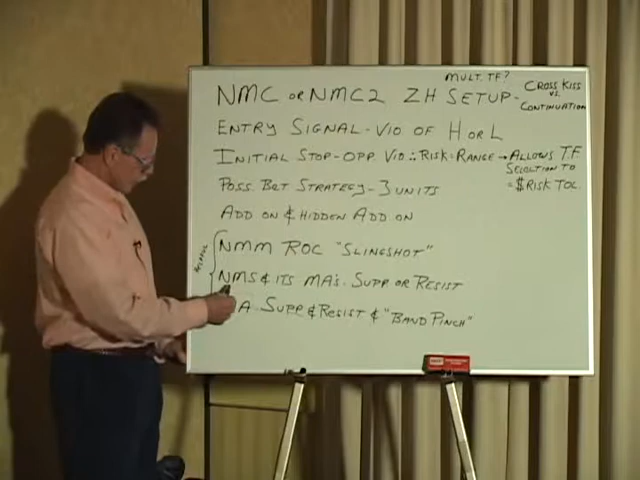 MULT. TF?
NMC OR NMC2 ZH SETUP - CROSS KISS
VS.
CONTINUATION
ENTRY SIGNAL - VIO OF H OR L
INITIAL STOP - OPP. VIO ∴ RISK = RANGE → ALLOWS TF
SELECTION TO
= $RISK TOL.
POSS. BET STRATEGY - 3 UNITS
ADD ON & HIDDEN ADD ON
NMM ROC "SLINGSHOT"
NMS & ITS MA'S. SUPP OR RESIST
A SUPP & RESIST & "BAND PINCH"